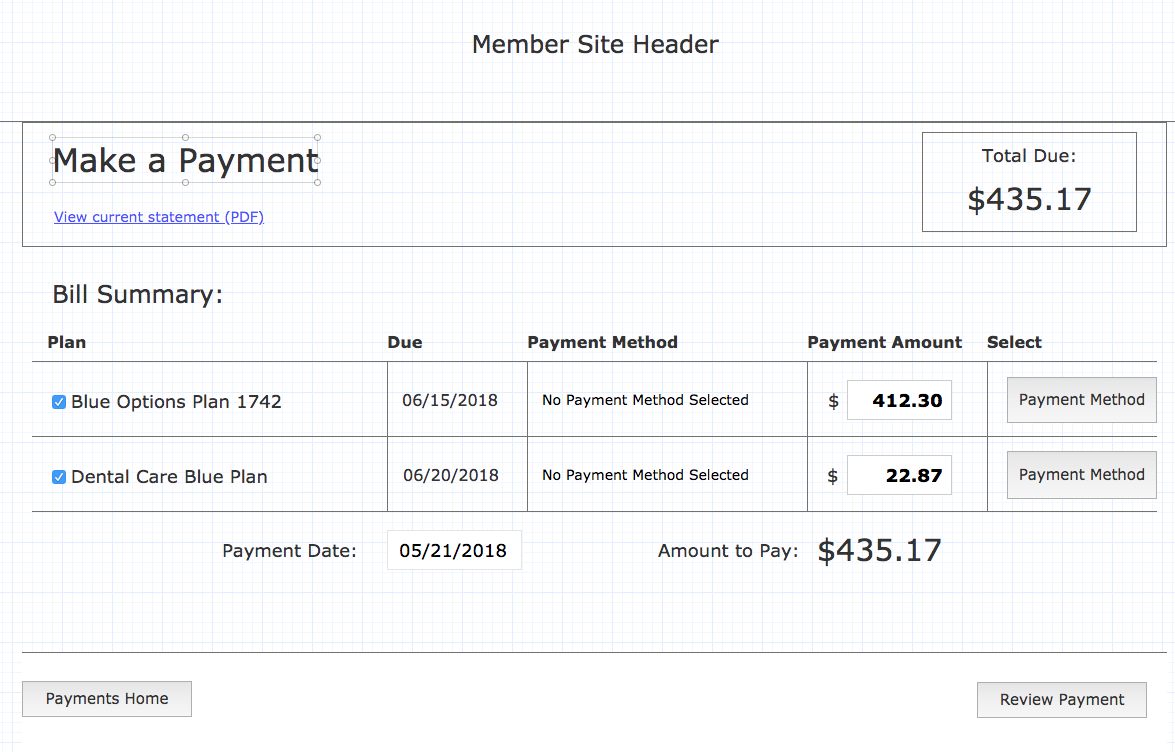 Member Site Header
Make a Payment
Total Due:
$435.17
View current statement (PDF)
Bill Summary:
Plan Due Payment Method Payment Amount Select
Blue Options Plan 1742 06/15/2018 No Payment Method Selected $ 412.30 Payment Method
Dental Care Blue Plan 06/20/2018 No Payment Method Selected $ 22.87 Payment Method
Payment Date: 05/21/2018 Amount to Pay: $435.17
Payments Home Review Payment